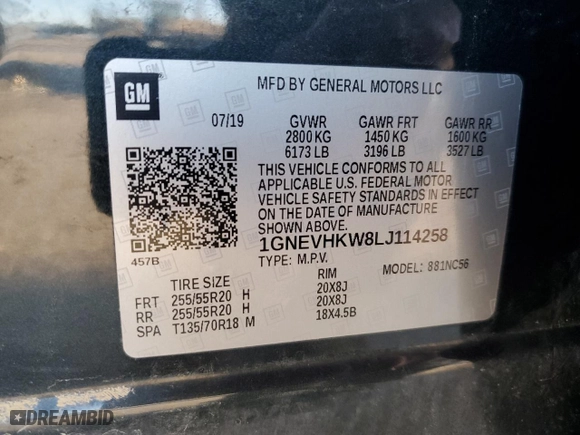 GM
MFD BY GENERAL MOTORS LLC
07/19 GVWR GAWR FRT GAWR RR
2800 KG 1450 KG 1600 KG
6173 LB 3196 LB 3527 LB
THIS VEHICLE CONFORMS TO ALL
APPLICABLE U.S. FEDERAL MOTOR
VEHICLE SAFETY STANDARDS IN EFFECT
ON THE DATE OF MANUFACTURE
SHOWN ABOVE.
1GNEVHKW8LJ114258
457B
TYPE: M.P.V. MODEL: 881NC56
TIRE SIZE RIM
FRT 255/55R20 H 20X8J
RR 255/55R20 H 20X8J
SPA T135/70R18 M 18X4.5B
DREAMBID